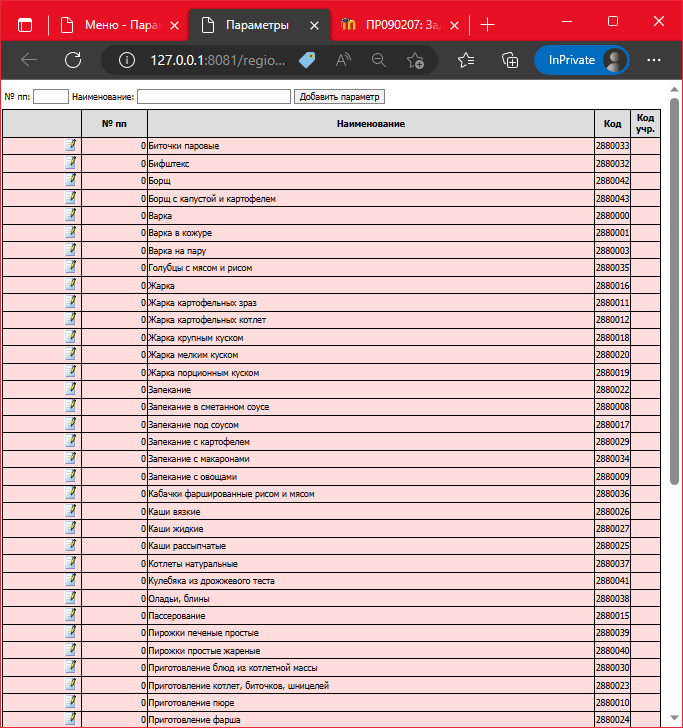 Меню - Пара
Параметры
ПР090207: За
127.0.0.1:8081/regio...
InPrivate
№ пп: Наименование: Добавить параметр
№ пп Наименование Код Код учр.
0 Биточки паровые 2880033
0 Бифштекс 2880032
0 Борщ 2880042
0 Борщ с капустой и картофелем 2880043
0 Варка 2880000
0 Варка в кожуре 2880001
0 Варка на пару 2880003
0 Голубцы с мясом и рисом 2880035
0 Жарка 2880016
0 Жарка картофельных зраз 2880011
0 Жарка картофельных котлет 2880012
0 Жарка крупным куском 2880018
0 Жарка мелким куском 2880020
0 Жарка порционным куском 2880019
0 Запекание 2880022
0 Запекание в сметанном соусе 2880008
0 Запекание под соусом 2880017
0 Запекание с картофелем 2880029
0 Запекание с макаронами 2880034
0 Запекание с овощами 2880009
0 Кабачки фаршированные рисом и мясом 2880036
0 Каши вязкие 2880026
0 Каши жидкие 2880027
0 Каши рассыпчатые 2880025
0 Котлеты натуральные 2880037
0 Кулебяка из дрожжевого теста 2880041
0 Оладьи, блины 2880038
0 Пассерование 2880015
0 Пирожки печеные простые 2880039
0 Пирожки простые жареные 2880040
0 Приготовление блюд из котлетной массы 2880030
0 Приготовление котлет, биточков, шницелей 2880023
0 Приготовление пюре 2880010
0 Приготовление фарша 2880024